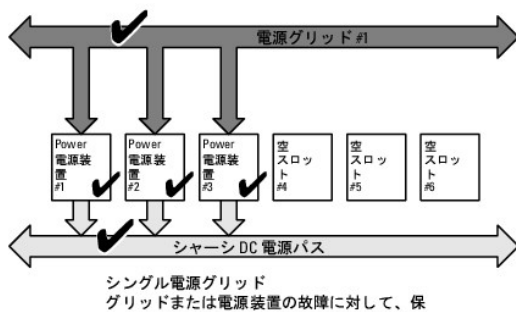 電源グリッド #1
Power
電源装
置
#1
Power
電源装
置
#2
Power
電源装
置
#3
空
スロッ
ト
#4
空
スロッ
ト
#5
空
スロッ
ト
#6
シャーシ DC 電源パス
シングル電源グリッド
グリッドまたは電源装置の故障に対して、保